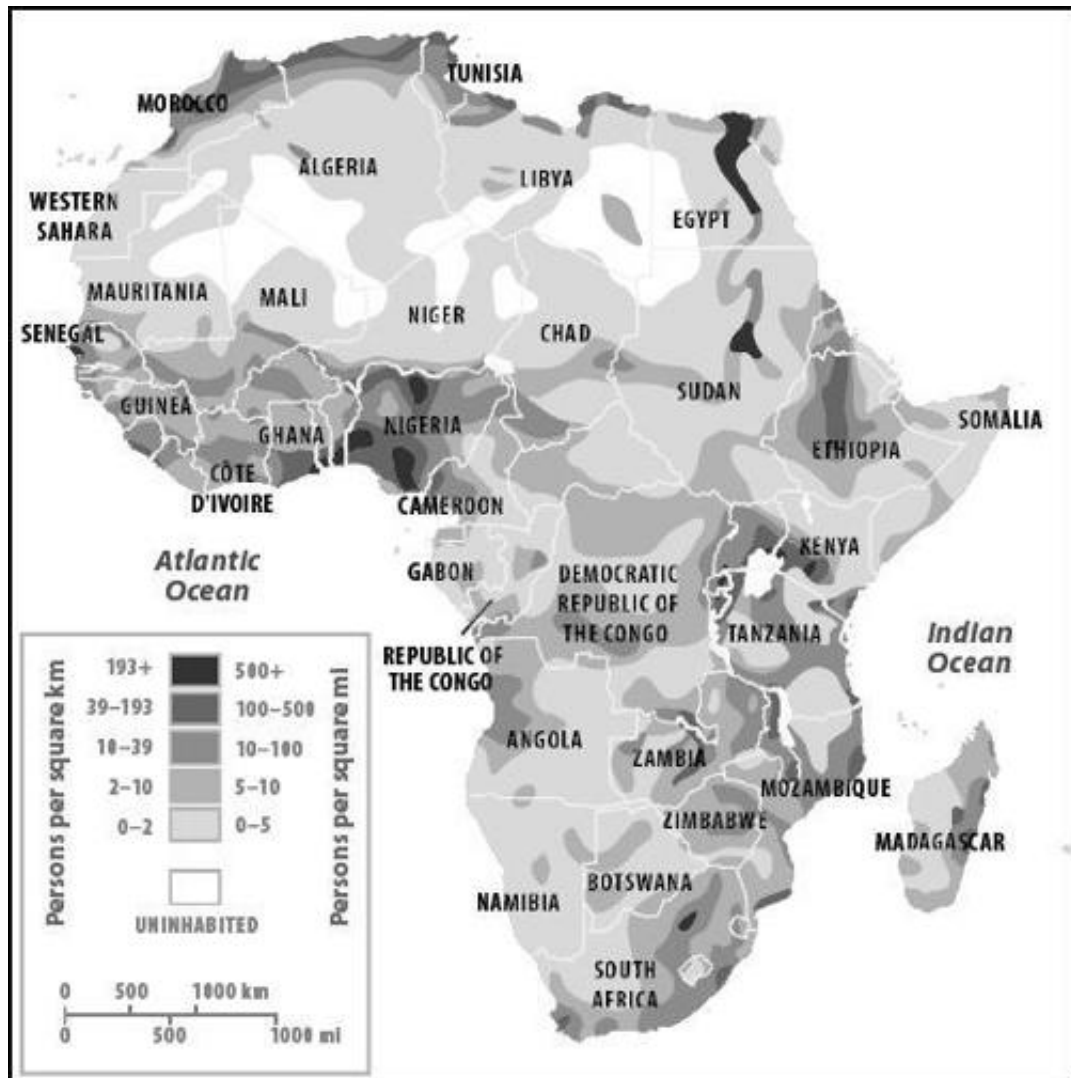 TUNISIA
MOROCCO
ALGERIA
LIBYA
WESTERN
SAHARA
EGYPT
MAURITANIA
MALI
NIGER
CHAD
SENEGAL
SUDAN
GUINEA
GHANA
NIGERIA
SOMALIA
ETHIOPIA
CÔTE
D'IVOIRE
CAMEROON
Atlantic
Ocean
GABON
DEMOCRATIC
REPUBLIC OF
THE CONGO
KENYA
TANZANIA
Indian
Ocean
REPUBLIC OF
THE CONGO
ANGOLA
ZAMBIA
MOZAMBIQUE
ZIMBABWE
MADAGASCAR
NAMIBIA
BOTSWANA
SOUTH
AFRICA
Persons per square km
Persons per square mi
193+ 500+
39–193 100–500
10–39 10–100
2–10 5–10
0–2 0–5
UNINHABITED
0 500 1000 km
0 500 1000 mi